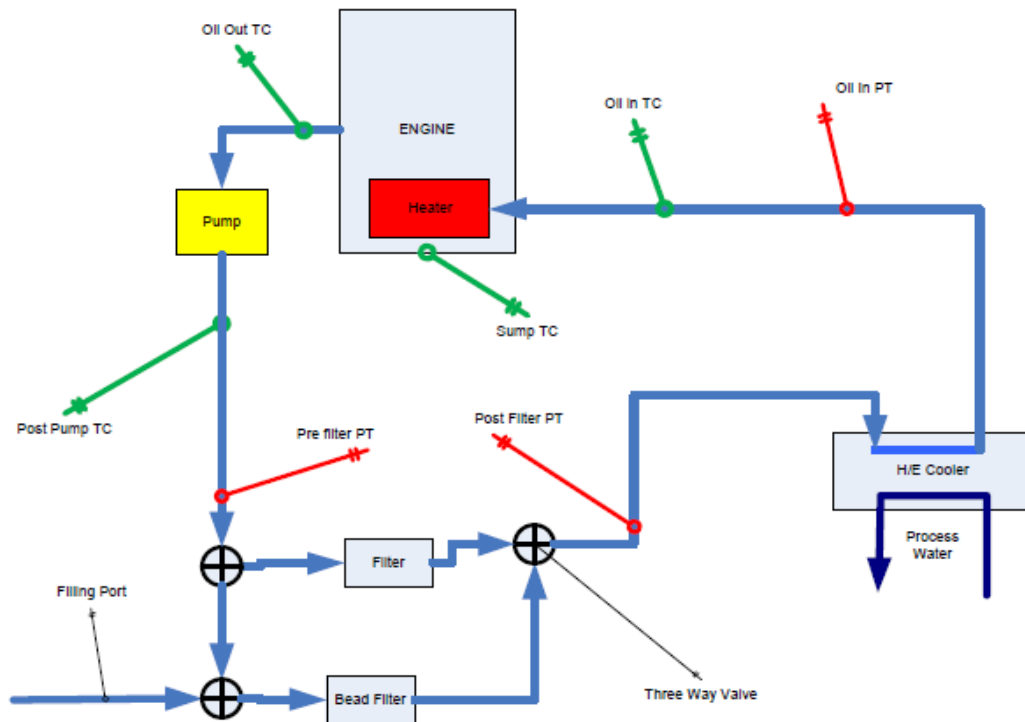 Oil Out TC
ENGINE
Oil In TC
Oil In PT
Heater
Pump
Sump TC
Post Pump TC
Pre filter PT
Post Filter PT
H/E Cooler
Process
Water
Filter
Filling Port
Bead Filter
Three Way Valve